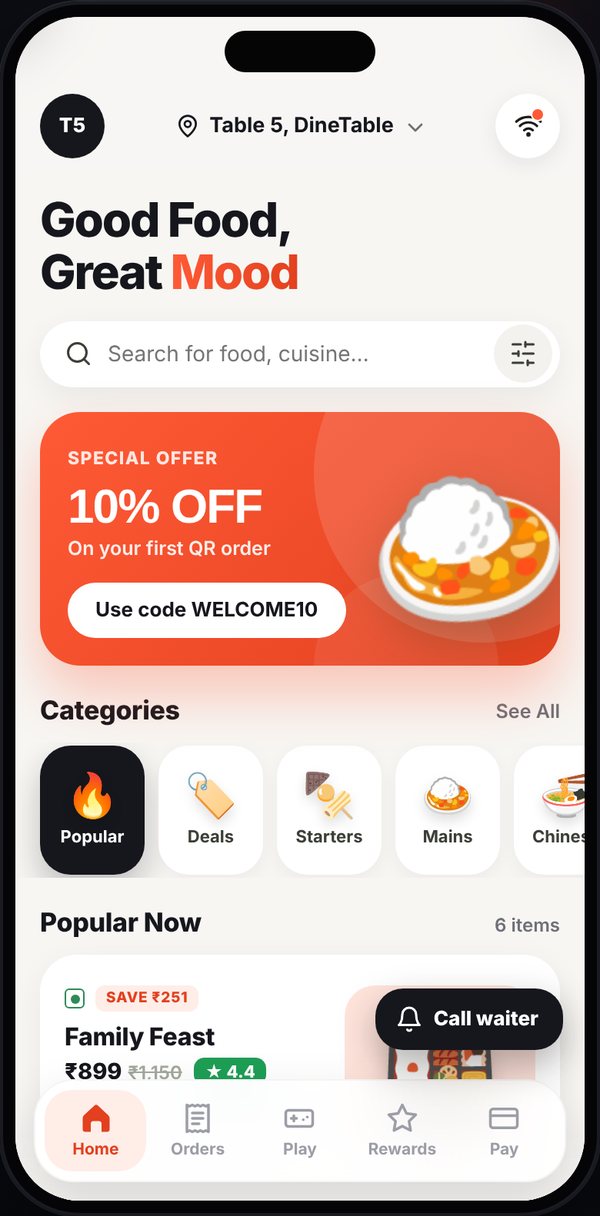 T5
Table 5, DineTable
Good Food,
Great Mood
Search for food, cuisine...
SPECIAL OFFER
10% OFF
On your first QR order
Use code WELCOME10
Categories
See All
Popular
Deals
Starters
Mains
Chines
Popular Now
6 items
SAVE ₹251
Call waiter
Family Feast
₹899 ₹1,150 ★ 4.4
Home
Orders
Play
Rewards
Pay